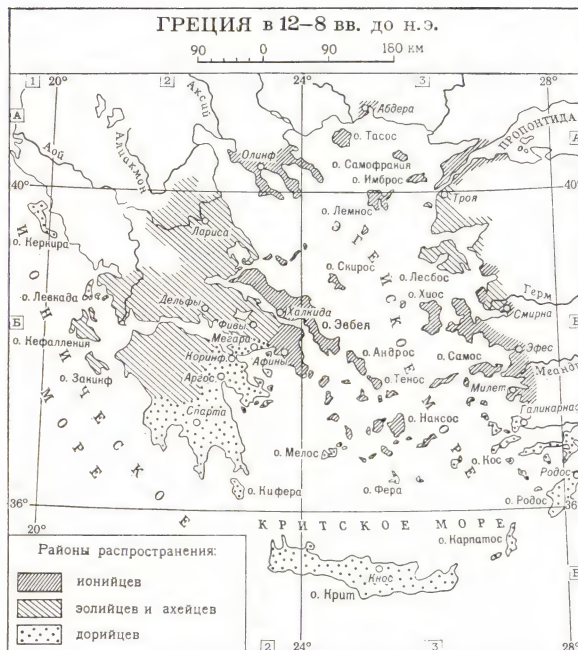 ГРЕЦИЯ в 12–8 вв. до н.э.
90 0 90 180 км
1 20° 2 24° 3 28°
А
А
Аксий
Алиакмон
Аой
Абдера
ПРОПОНТИДА
о. Тасос
Олинф
о. Самофракия
о. Имброс
40°
40°
Троя
о. Лемнос
о. Керкира
Лариса
ЭГЕЙСКОЕ МОРЕ
о. Скирос
о. Лесбос
ИОНИЧЕСКОЕ МОРЕ
о. Левкада
Дельфы
Халкида
о. Хиос
Герм
Б
Б
Фивы
о. Эвбея
Смирна
о. Кефалления
Мегара
Коринф
Афины
о. Андрос
о. Самос
Эфес
о. Закинф
Аргос
о. Тенос
Милет
Меандр
Спарта
о. Наксос
Галикарнас
о. Мелос
о. Кос
Родос
о. Кифера
о. Фера
о. Родос
36°
36°
20°
КРИТСКОЕ МОРЕ
о. Карпатос
Кнос
о. Крит
В
Районы распространения:
ионийцев
эолийцев и ахейцев
дорийцев
2 24° 3 28°